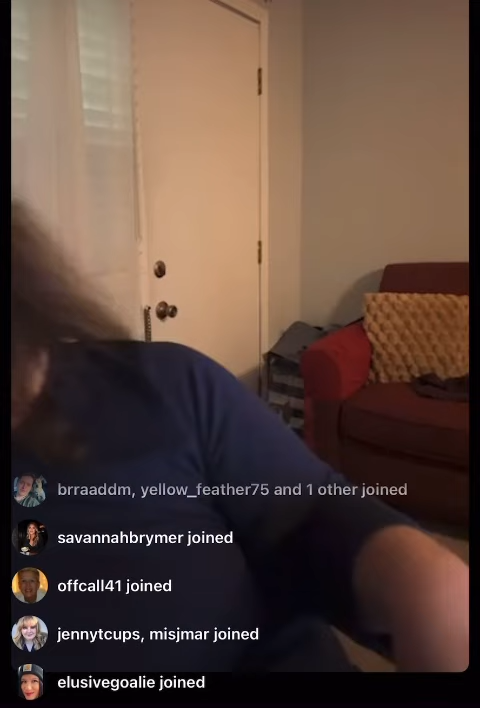 brraaddm, yellow_feather75 and 1 other joined
savannahbrymer joined
offcall41 joined
jennytcups, misjmar joined
elusivegoalie joined